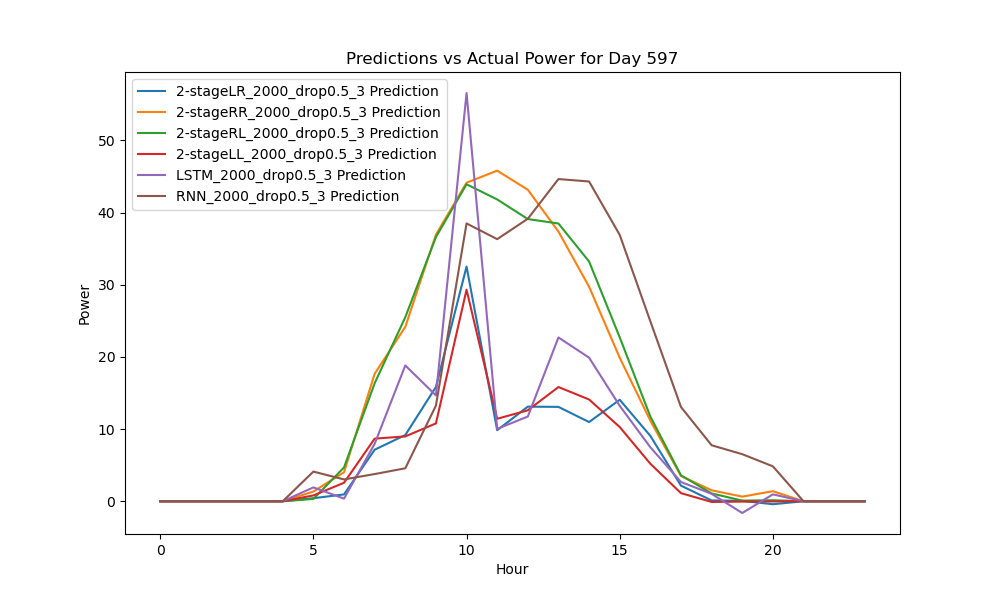 Predictions vs Actual Power for Day 597
2-stageLR_2000_drop0.5_3 Prediction
2-stageRR_2000_drop0.5_3 Prediction
2-stageRL_2000_drop0.5_3 Prediction
2-stageLL_2000_drop0.5_3 Prediction
LSTM_2000_drop0.5_3 Prediction
RNN_2000_drop0.5_3 Prediction
Power
50
40
30
20
10
0
0 5 10 15 20
Hour